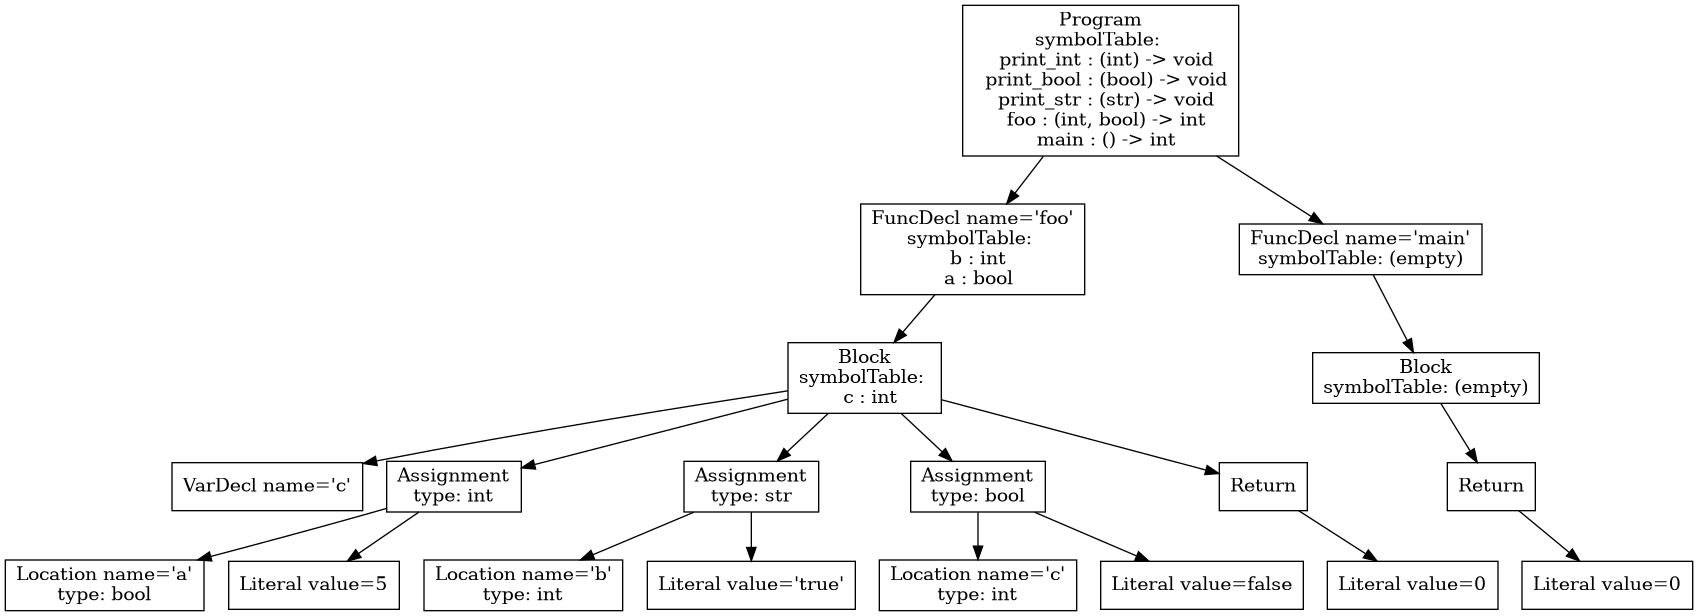 Program
symbolTable:
print_int : (int) -> void
print_bool : (bool) -> void
print_str : (str) -> void
foo : (int, bool) -> int
main : () -> int
FuncDecl name='foo'
symbolTable:
b : int
a : bool
FuncDecl name='main'
symbolTable: (empty)
Block
symbolTable:
c : int
Block
symbolTable: (empty)
VarDecl name='c'
Assignment
type: int
Assignment
type: str
Assignment
type: bool
Return
Return
Location name='a'
type: bool
Literal value=5
Location name='b'
type: int
Literal value='true'
Location name='c'
type: int
Literal value=false
Literal value=0
Literal value=0